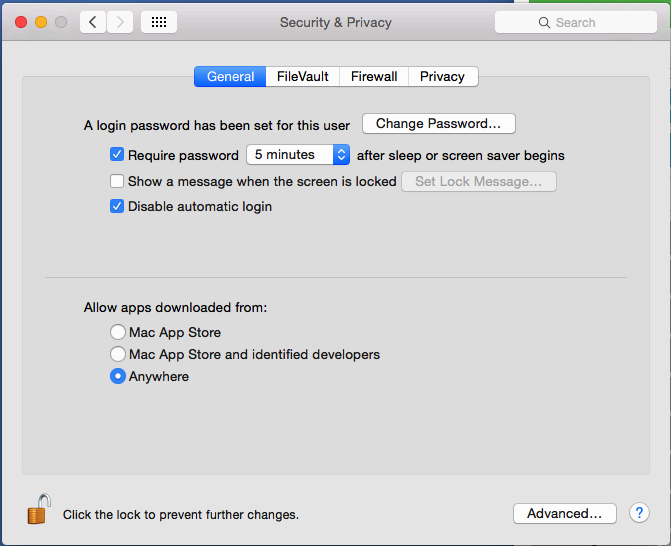 Security & Privacy
Search
General FileVault Firewall Privacy
A login password has been set for this user Change Password...
Require password 5 minutes after sleep or screen saver begins
Show a message when the screen is locked Set Lock Message...
Disable automatic login
Allow apps downloaded from:
Mac App Store
Mac App Store and identified developers
Anywhere
Click the lock to prevent further changes.
Advanced... ?